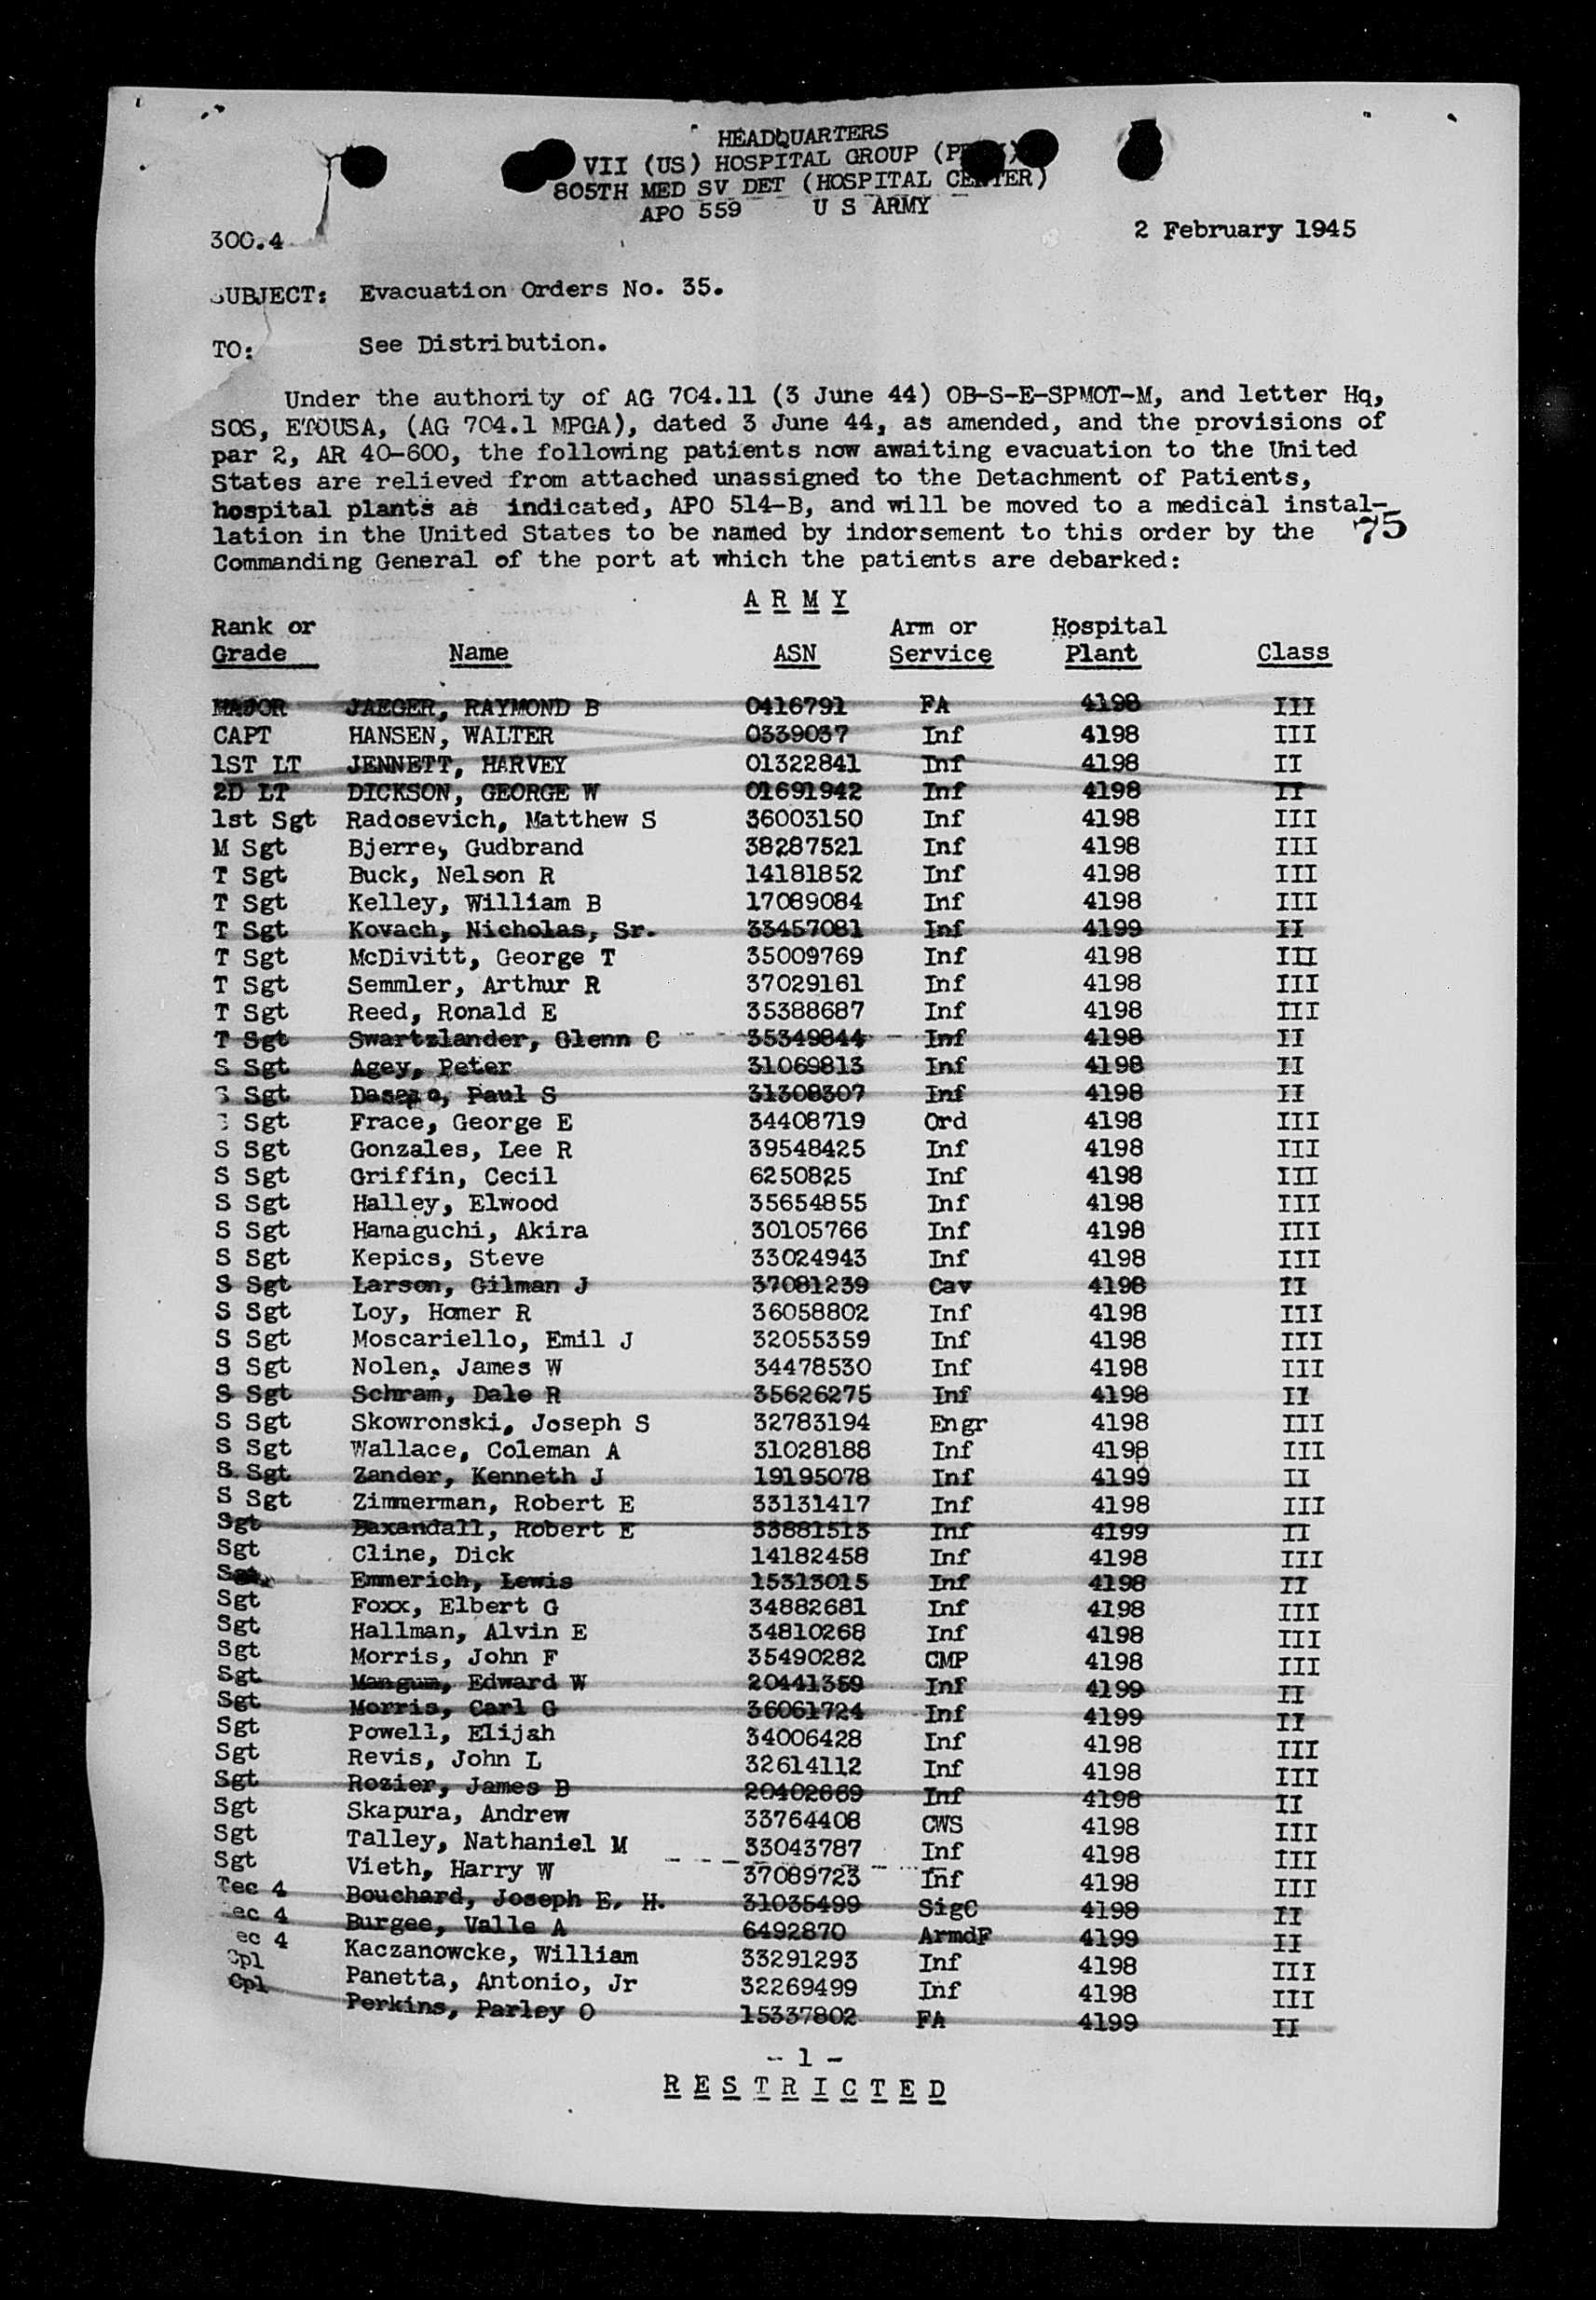 HEADQUARTERS
VII (US) HOSPITAL GROUP
805TH MED SV DET (HOSPITAL CENTER)
APO 559 U S ARMY
300.4
2 February 1945
SUBJECT: Evacuation Orders No. 35.
TO: See Distribution.
Under the authority of AG 704.11 (3 June 44) OB-S-E-SPMOT-M, and letter Hq,
SOS, ETOUSA, (AG 704.1 MPGA), dated 3 June 44, as amended, and the provisions of
par 2, AR 40-600, the following patients now awaiting evacuation to the United
States are relieved from attached unassigned to the Detachment of Patients,
hospital plants as indicated, APO 514-B, and will be moved to a medical instal-
lation in the United States to be named by indorsement to this order by the 75
Commanding General of the port at which the patients are debarked:
A R M Y
Rank or Arm or Hospital
Grade Name ASN Service Plant Class
MAJOR JAEGER, RAYMOND B 0416791 FA 4198 III
CAPT HANSEN, WALTER 0339037 Inf 4198 III
1ST LT JENNETT, HARVEY 01322841 Inf 4198 II
2D LT DICKSON, GEORGE W 01691942 Inf 4198 II
1st Sgt Radosevich, Matthew S 36003150 Inf 4198 III
M Sgt Bjerre, Gudbrand 38287521 Inf 4198 III
T Sgt Buck, Nelson R 14181852 Inf 4198 III
T Sgt Kelley, William B 17089084 Inf 4198 III
T Sgt Kovach, Nicholas, Sr. 33457081 Inf 4199 II
T Sgt McDivitt, George T 35009769 Inf 4198 III
T Sgt Semmler, Arthur R 37029161 Inf 4198 III
T Sgt Reed, Ronald E 35388687 Inf 4198 III
T Sgt Swartzlander, Glenn C 35349844 Inf 4198 II
S Sgt Agey, Peter 31069813 Inf 4198 II
S Sgt Paul S 31308307 Inf 4198 II
S Sgt Frace, George E 34408719 Ord 4198 III
S Sgt Gonzales, Lee R 39548425 Inf 4198 III
S Sgt Griffin, Cecil 6250825 Inf 4198 III
S Sgt Halley, Elwood 35654855 Inf 4198 III
S Sgt Hamaguchi, Akira 30105766 Inf 4198 III
S Sgt Kepics, Steve 33024943 Inf 4198 III
S Sgt Larson, Gilman J 37081239 Cav 4198 II
S Sgt Loy, Homer R 36058802 Inf 4198 III
S Sgt Moscariello, Emil J 32055359 Inf 4198 III
S Sgt Nolen, James W 34478530 Inf 4198 III
S Sgt Schram, Dale R 35626275 Inf 4198 II
S Sgt Skowronski, Joseph S 32783194 Engr 4198 III
S Sgt Wallace, Coleman A 31028188 Inf 4198 III
S Sgt Zander, Kenneth J 19195078 Inf 4199 II
S Sgt Zimmerman, Robert E 33131417 Inf 4198 III
Sgt Baxandall, Robert E 33881513 Inf 4199 II
Sgt Cline, Dick 14182458 Inf 4198 III
Sgt Emmerich, Lewis 15313015 Inf 4198 II
Sgt Foxx, Elbert G 34882681 Inf 4198 III
Sgt Hallman, Alvin E 34810268 Inf 4198 III
Sgt Morris, John F 35490282 CMP 4198 III
Sgt Mangum, Edward W 20441359 Inf 4199 II
Sgt Morris, Carl G 36061724 Inf 4199 II
Sgt Powell, Elijah 34006428 Inf 4198 III
Sgt Revis, John L 32614112 Inf 4198 III
Sgt Rozier, James B 20402669 Inf 4198 II
Sgt Skapura, Andrew 33764408 CWS 4198 III
Sgt Talley, Nathaniel M 33043787 Inf 4198 III
Sgt Vieth, Harry W 37089723 Inf 4198 III
Tec 4 Bouchard, Joseph E. H. 31035499 SigC 4198 II
ec 4 Burgee, Valle A 6492870 ArmdF 4199 II
ec 4 Kaczanowcke, William 33291293 Inf 4198 III
Cpl Panetta, Antonio, Jr 32269499 Inf 4198 III
Cpl Perkins, Parley O 15337802 FA 4199 II
- 1 -
R E S T R I C T E D